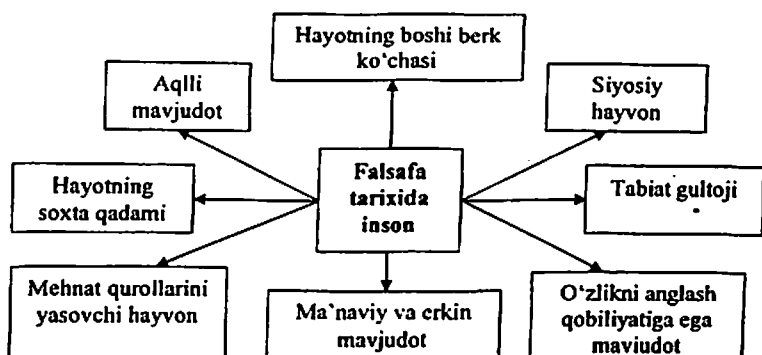 Hayotning boshi berk
ko‘chasi
Aqlli
mavjudot
Siyosiy
hayvon
Falsafa
tarixida
inson
Hayotning
soxta qadami
Tabiat gultoji
Mehnat qurollarini
yasovchi hayvon
Ma`naviy va erkin
mavjudot
O‘zlikni anglash
qobiliyatiga ega
mavjudot